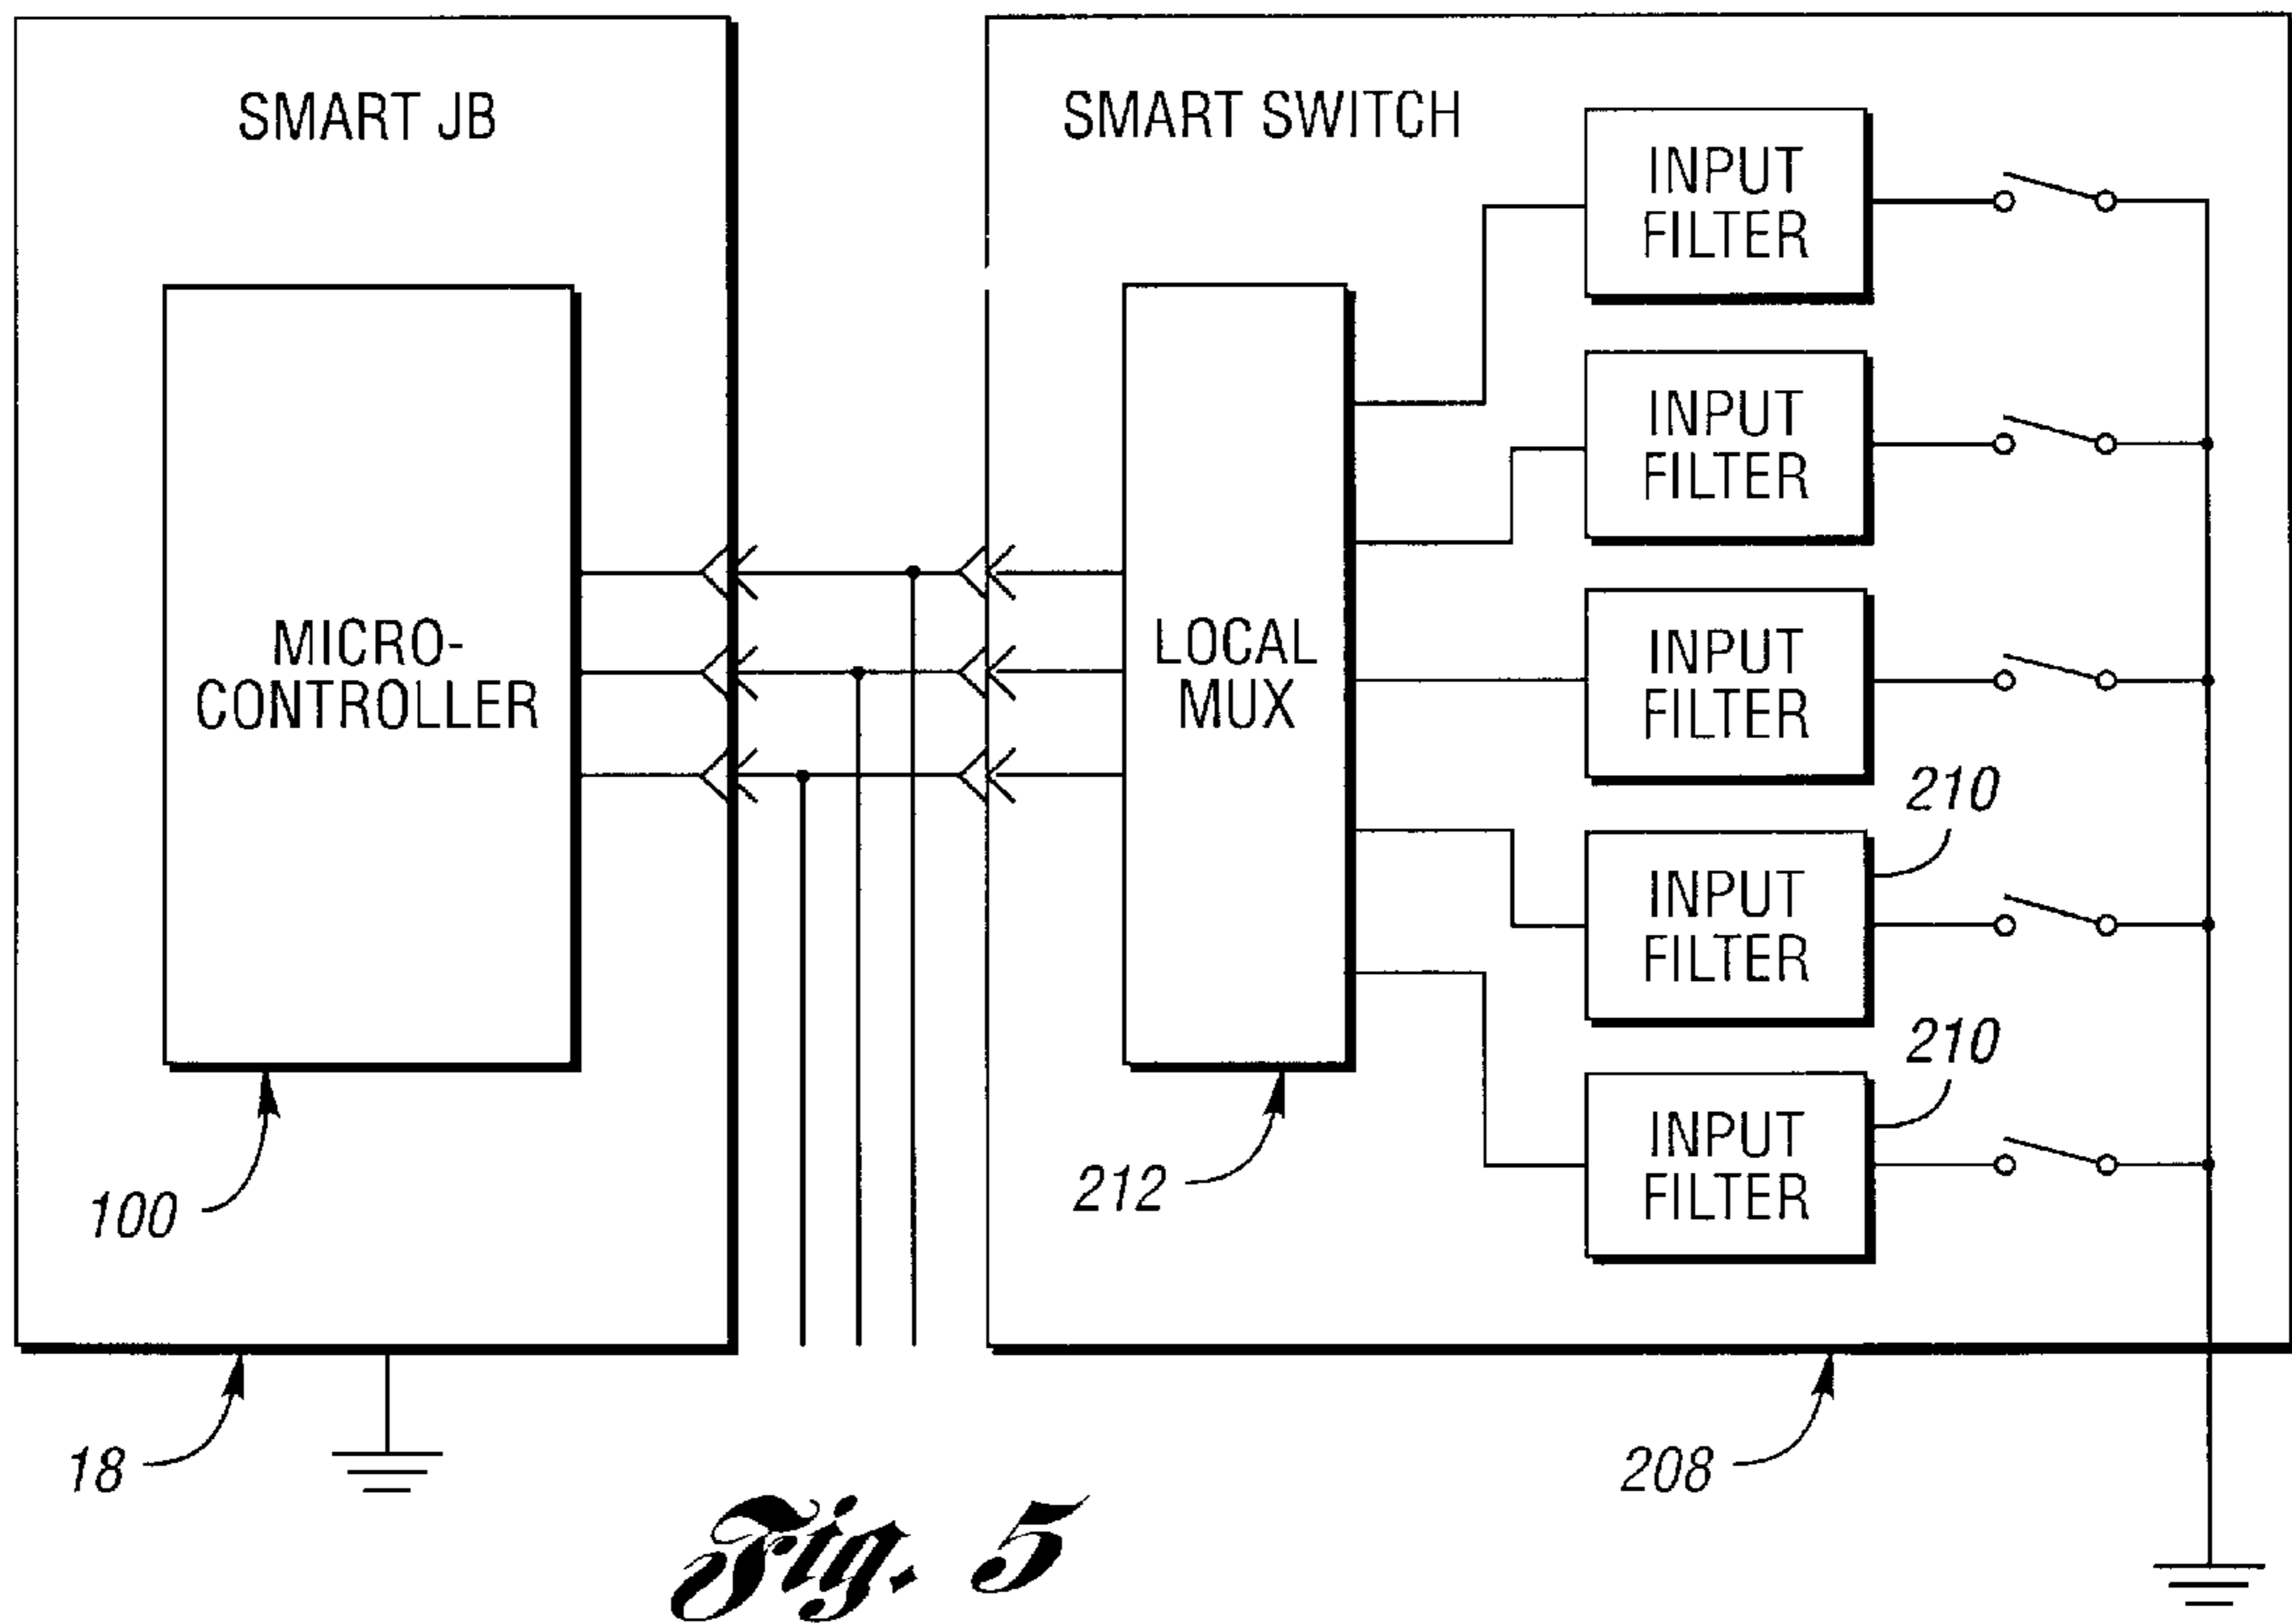 SMART JB
SMART SWITCH
MICRO-
CONTROLLER
LOCAL
MUX
INPUT
FILTER
INPUT
FILTER
INPUT
FILTER
210
INPUT
FILTER
210
INPUT
FILTER
100
212
18
208
Fig. 5